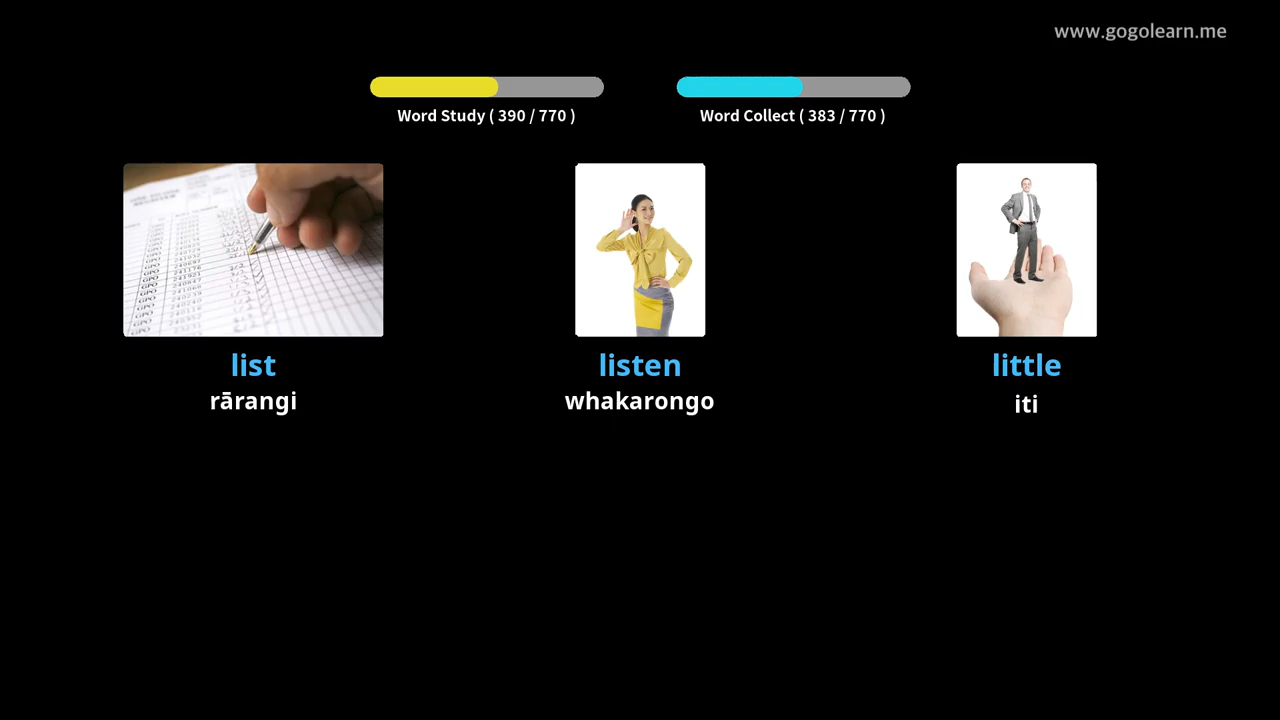 www.gogolearn.me
Word Study ( 390 / 770 )
Word Collect ( 383 / 770 )
list
rārangi
listen
whakarongo
little
iti